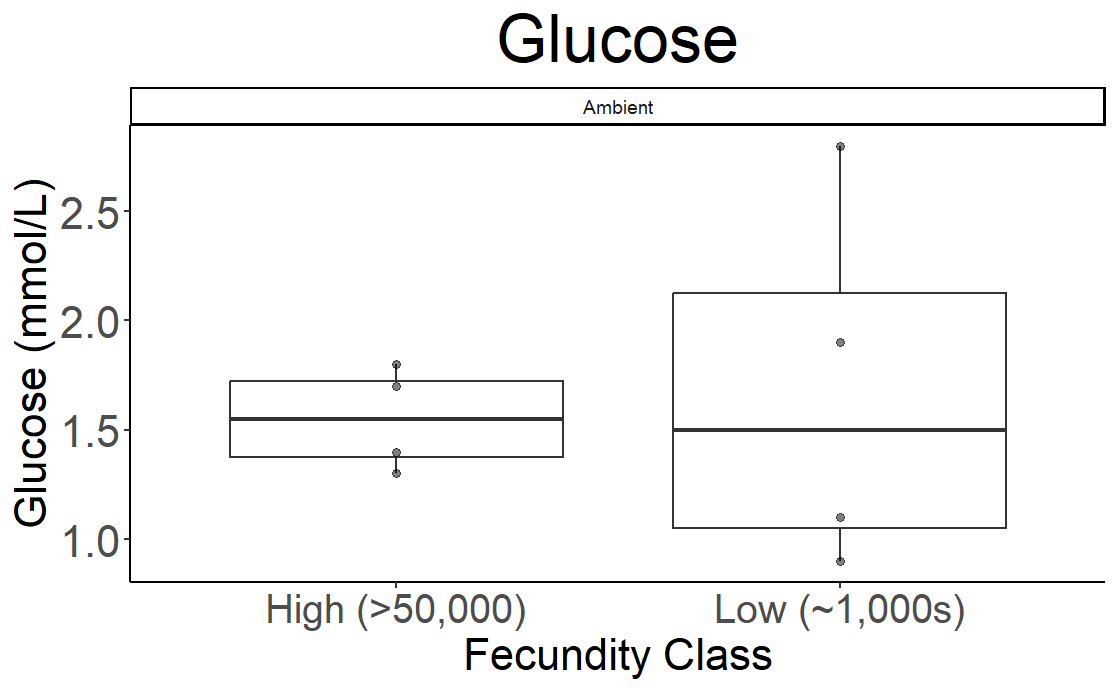 Glucose
Ambient
Glucose (mmol/L)
2.5
2.0
1.5
1.0
High (>50,000)
Low (~1,000s)
Fecundity Class